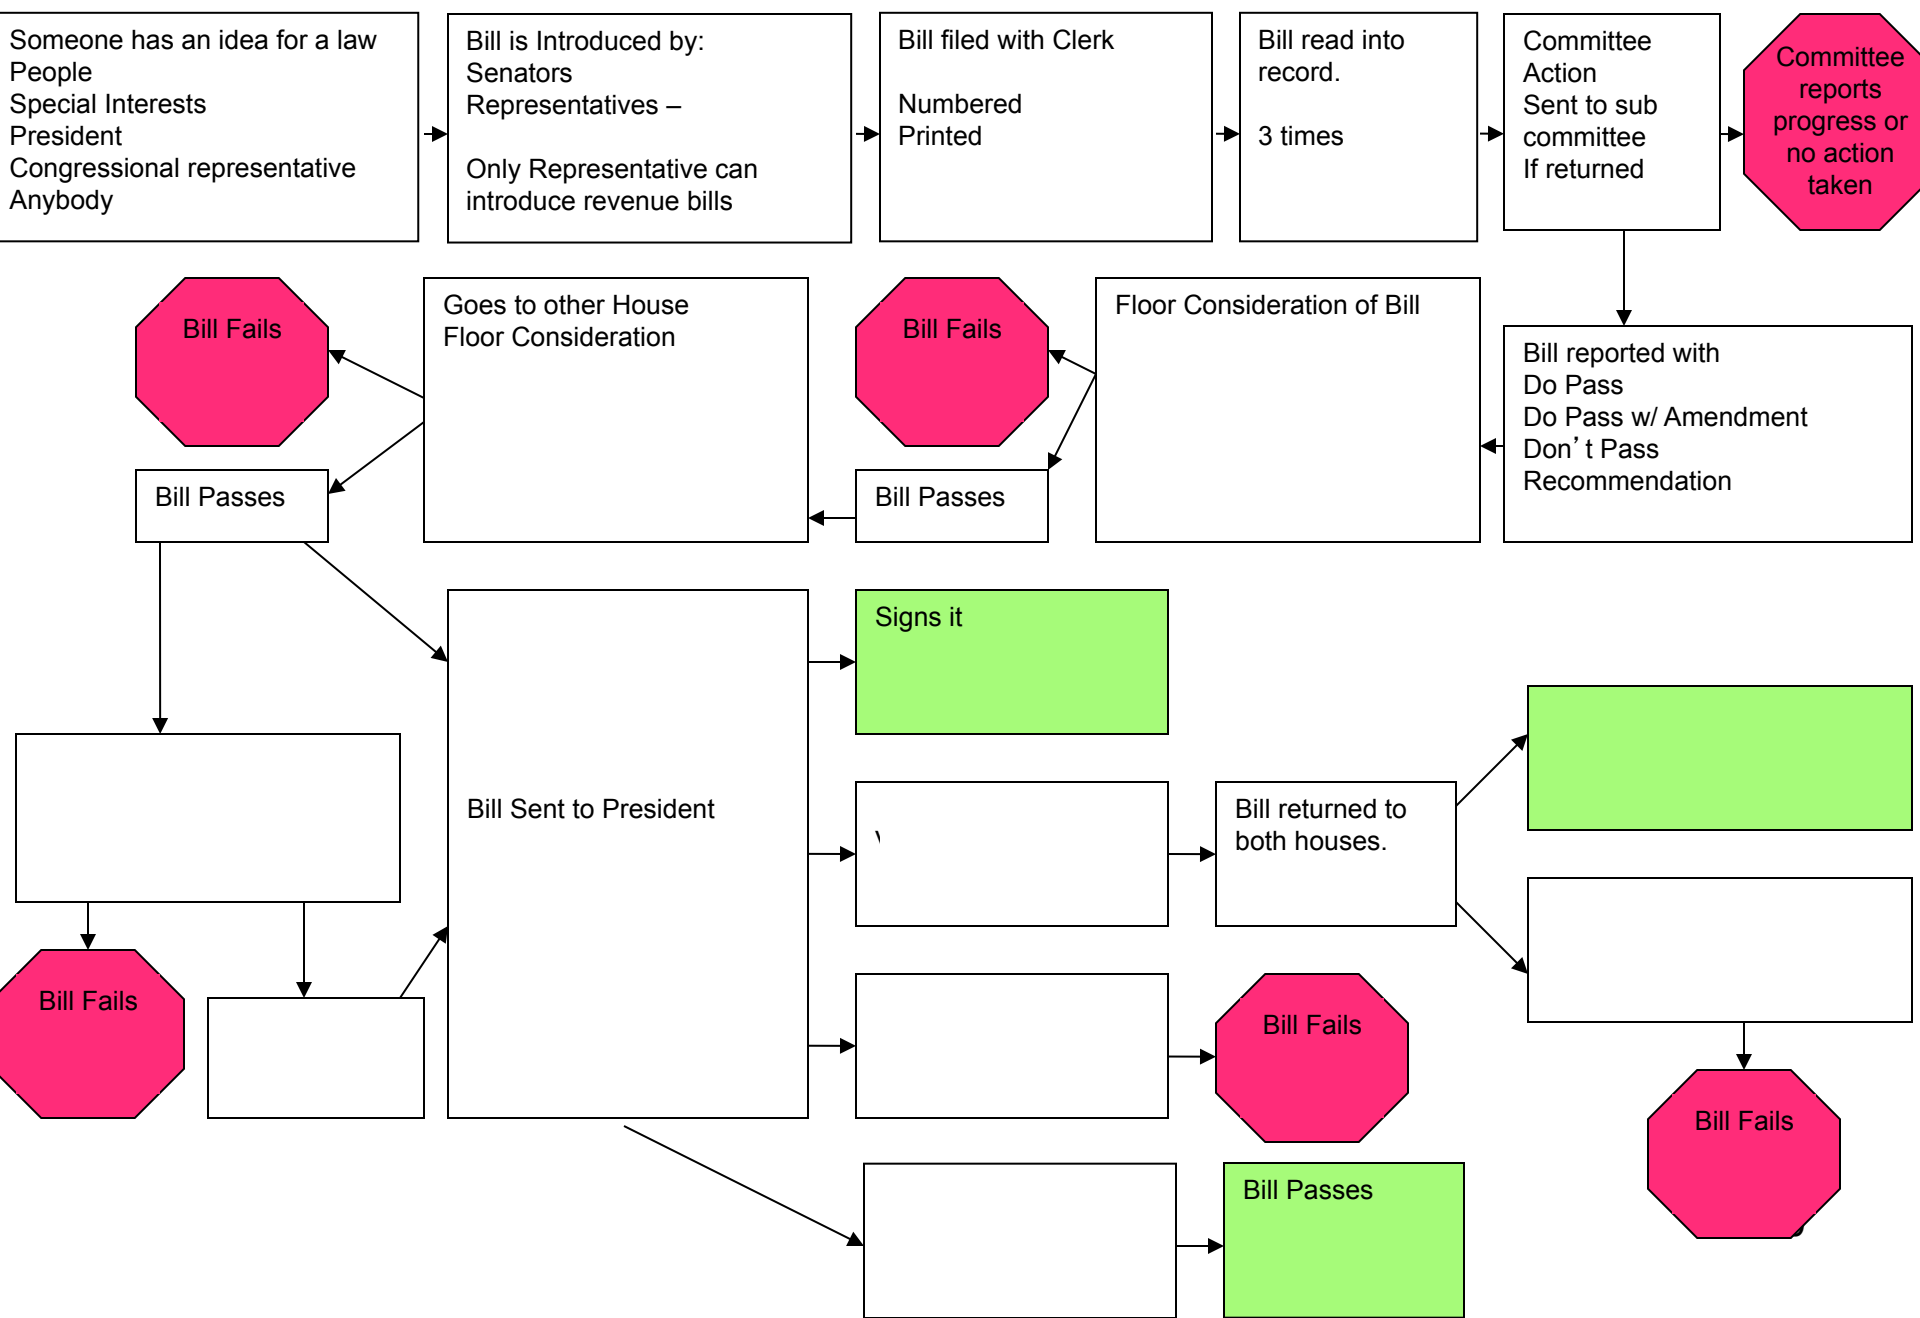 Someone has an idea for a law
People
Special Interests
President
Congressional representative
Anybody
Bill is Introduced by:
Senators
Representatives –
Only Representative can
introduce revenue bills
Bill filed with Clerk
Numbered
Printed
Bill read into
record.
3 times
Committee
Action
Sent to sub
committee
If returned
Committee
reports
progress or
no action
taken
Bill Fails
Goes to other House
Floor Consideration
Bill Fails
Floor Consideration of Bill
Bill reported with
Do Pass
Do Pass w/ Amendment
Don’t Pass
Recommendation
Bill Passes
Bill Passes
Signs it
Bill Sent to President
Bill returned to
both houses.
Bill Fails
Bill Fails
Bill Fails
Bill Passes